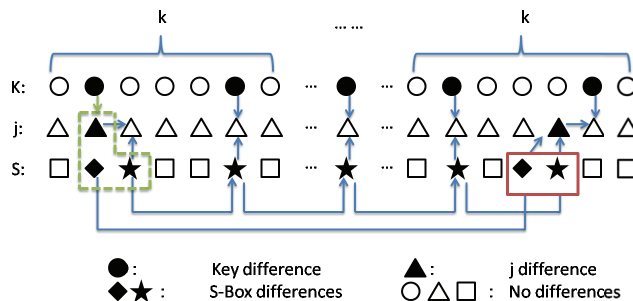 k …… k
K: … …
j: … …
S: … …
: Key difference : j difference
: S-Box differences : No differences